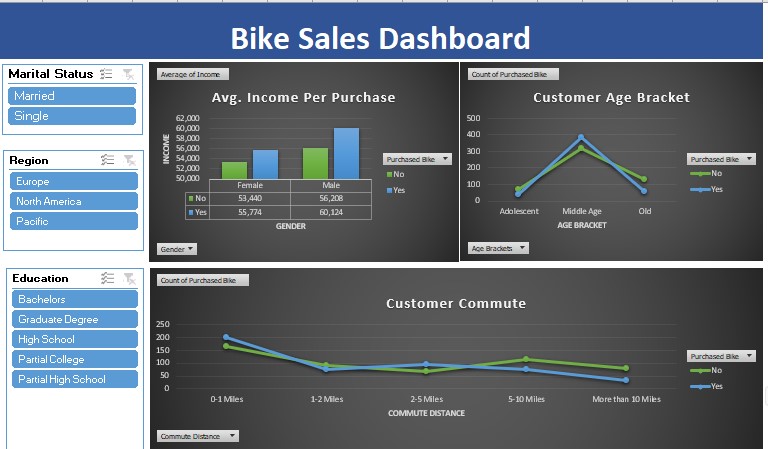 Bike Sales Dashboard
Marital Status
Married
Single
Region
Europe
North America
Pacific
Education
Bachelors
Graduate Degree
High School
Partial College
Partial High School
Average of Income
Avg. Income Per Purchase
INCOME
62,000
60,000
58,000
56,000
54,000
52,000
50,000
Female Male
No 53,440 56,208
Yes 55,774 60,124
GENDER
Purchased Bike
No
Yes
Gender
Count of Purchased Bike
Customer Age Bracket
500
400
300
200
100
0
Adolescent Middle Age Old
AGE BRACKET
Purchased Bike
No
Yes
Age Brackets
Count of Purchased Bike
Customer Commute
250
200
150
100
50
0
0-1 Miles 1-2 Miles 2-5 Miles 5-10 Miles More than 10 Miles
COMMUTE DISTANCE
Purchased Bike
No
Yes
Commute Distance